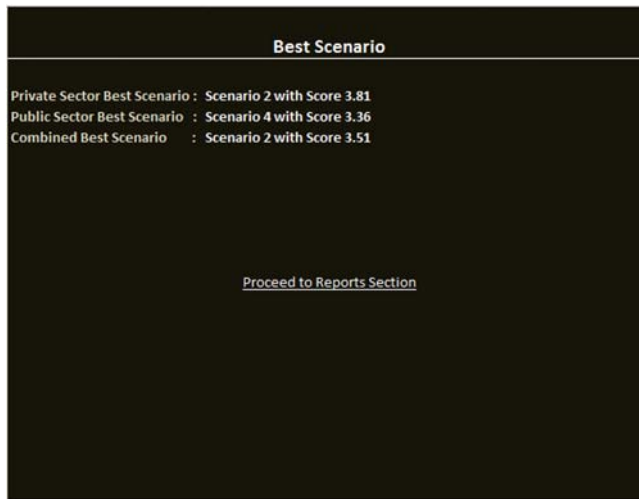 Best Scenario
Private Sector Best Scenario : Scenario 2 with Score 3.81
Public Sector Best Scenario : Scenario 4 with Score 3.36
Combined Best Scenario : Scenario 2 with Score 3.51
Proceed to Reports Section